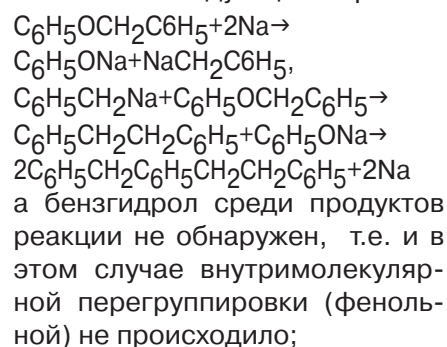 C₆H₅OCH₂C6H₅+2Na→
C₆H₅ONa+NaCH₂C6H₅,
C₆H₅CH₂Na+C₆H₅OCH₂C₆H₅→
C₆H₅CH₂CH₂C₆H₅+C₆H₅ONa→
2C₆H₅CH₂C₆H₅CH₂CH₂C₆H₅+2Na
а бензгидрол среди продуктов
реакции не обнаружен, т.е. и в
этом случае внутримолекуляр-
ной перегруппировки (феноль-
ной) не происходило;